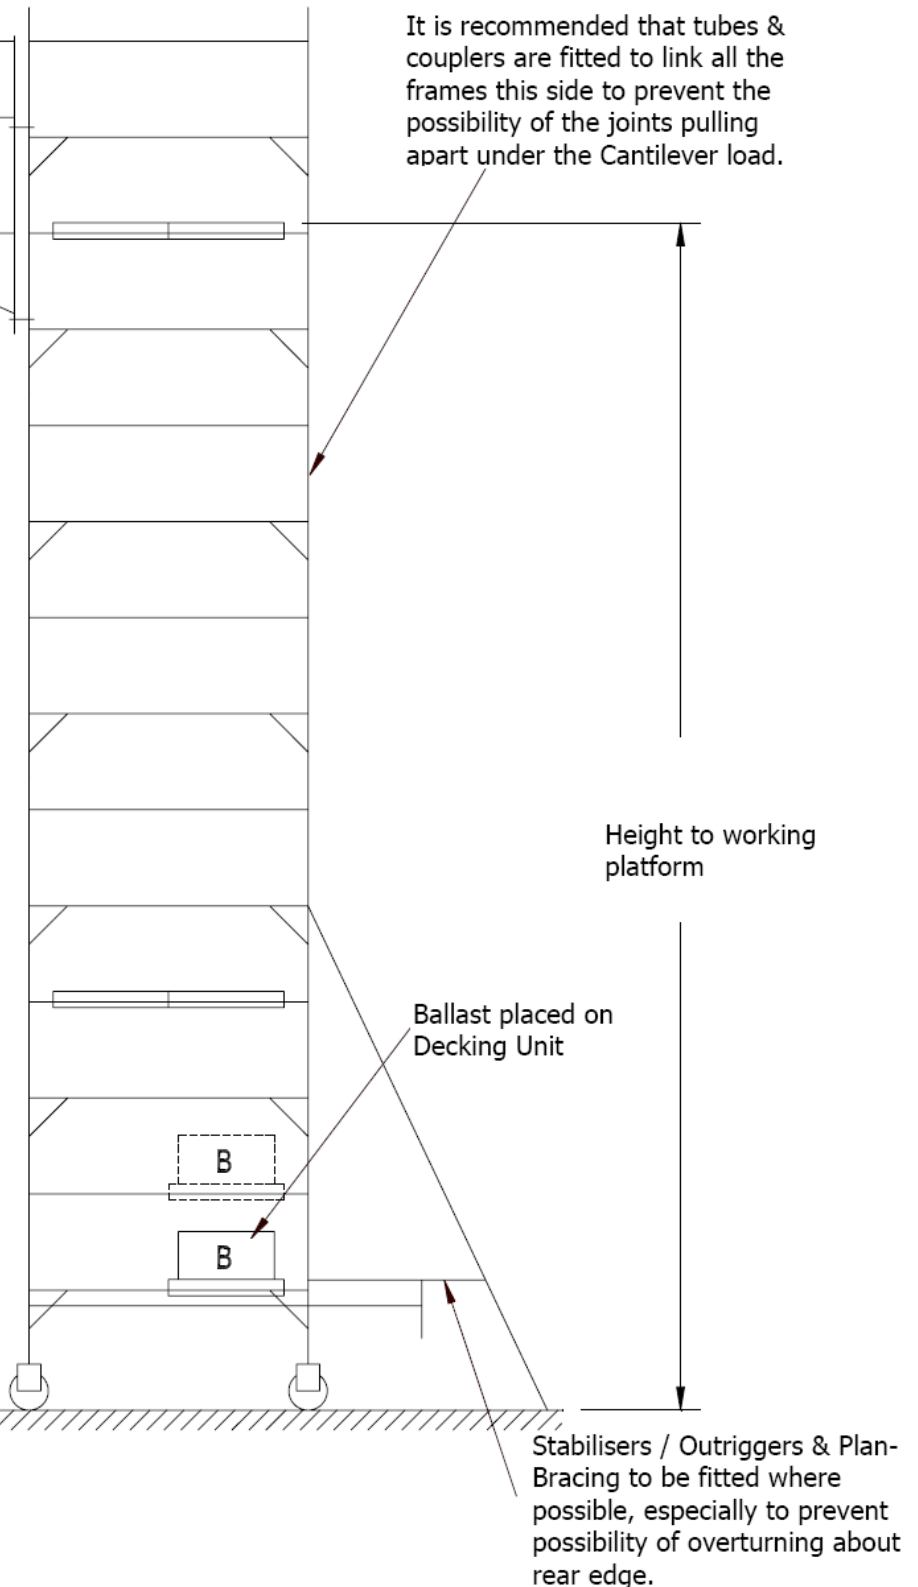 It is recommended that tubes &
couplers are fitted to link all the
frames this side to prevent the
possibility of the joints pulling
apart under the Cantilever load.
Height to working
platform
Ballast placed on
Decking Unit
B
B
Stabilisers / Outriggers & Plan-
Bracing to be fitted where
possible, especially to prevent
possibility of overturning about
rear edge.